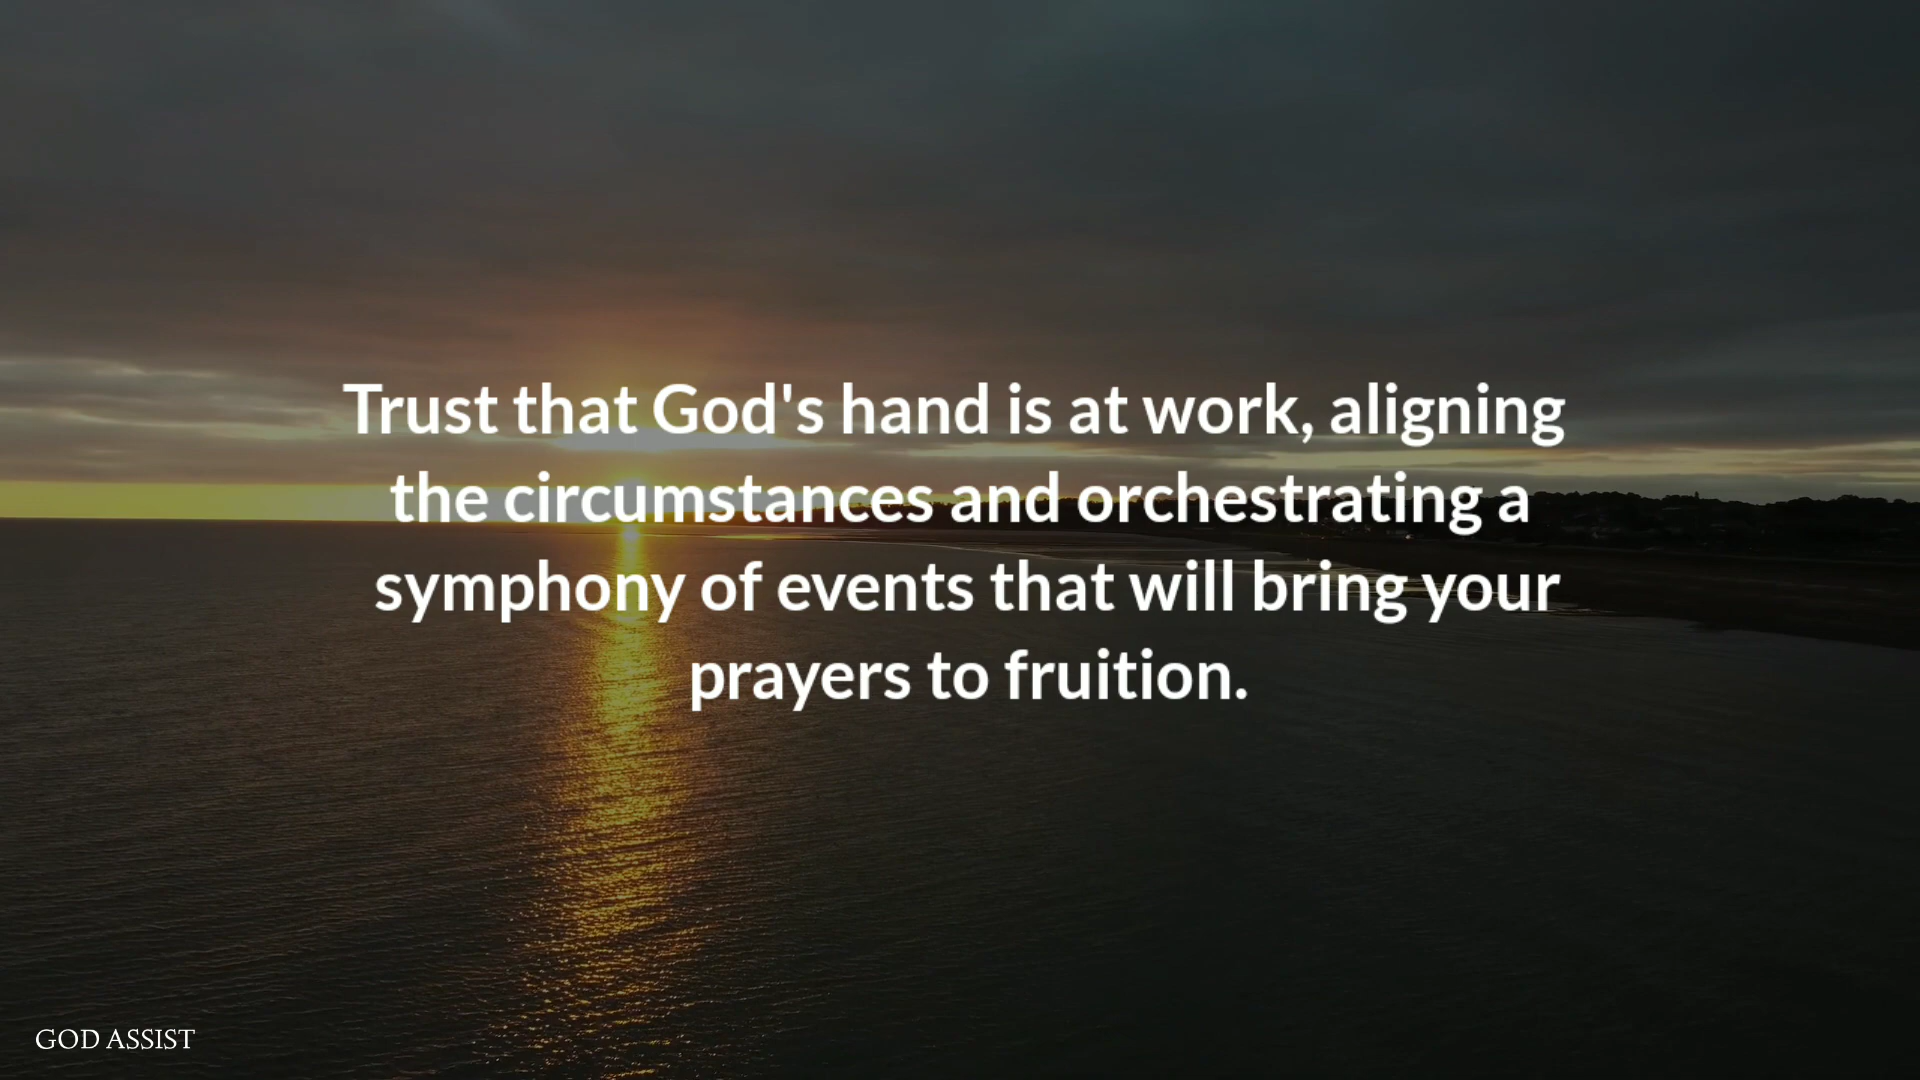 Trust that God's hand is at work, aligning
the circumstances and orchestrating a
symphony of events that will bring your
prayers to fruition.
GOD ASSIST